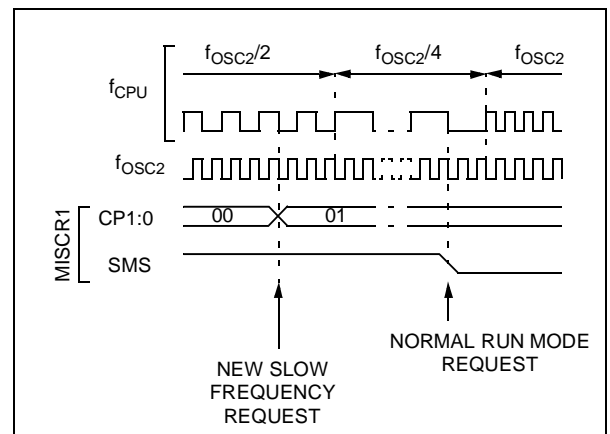 fOSC2/2 fOSC2/4 fOSC2
fCPU
fOSC2
MISCR1
CP1:0 00 01
SMS
NEW SLOW
FREQUENCY
REQUEST
NORMAL RUN MODE
REQUEST